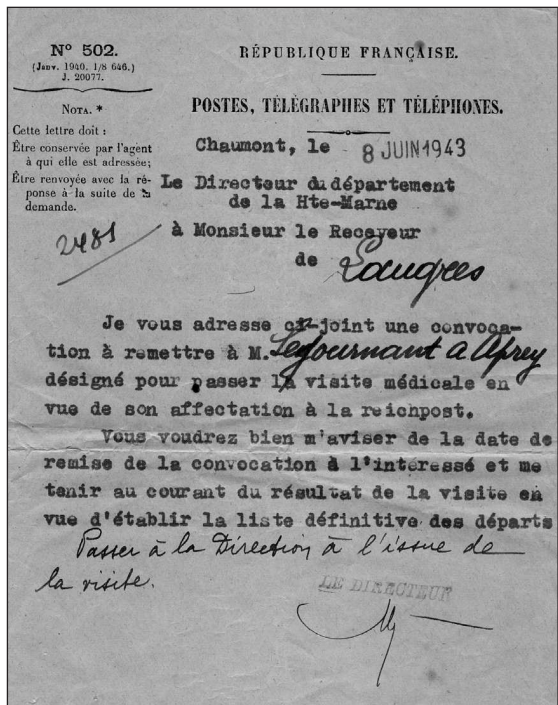 Nº 502.
(Janv. 1940. 1/8 646.)
J. 20077.
NOTA. *
Cette lettre doit :
Être conservée par l'agent
à qui elle est adressée;
Être renvoyée avec la ré-
ponse à la suite de la
demande.
2481
RÉPUBLIQUE FRANÇAISE.
POSTES, TÉLÉGRAPHES ET TÉLÉPHONES.
Chaumont, le 8 JUIN 1943
Le Directeur du département
de la Hte-Marne
à Monsieur le Receveur
de Langres
Je vous adresse ci-joint une convoca-
tion à remettre à M. Lejournant a Aprey
désigné pour passer la visite médicale en
vue de son affectation à la reichpost.
Vous voudrez bien m'aviser de la date de
remise de la convocation à l'intéressé et me
tenir au courant du résultat de la visite en
vue d'établir la liste définitive des départs
Passer à la Direction à l'issue de
la visite.
LE DIRECTEUR